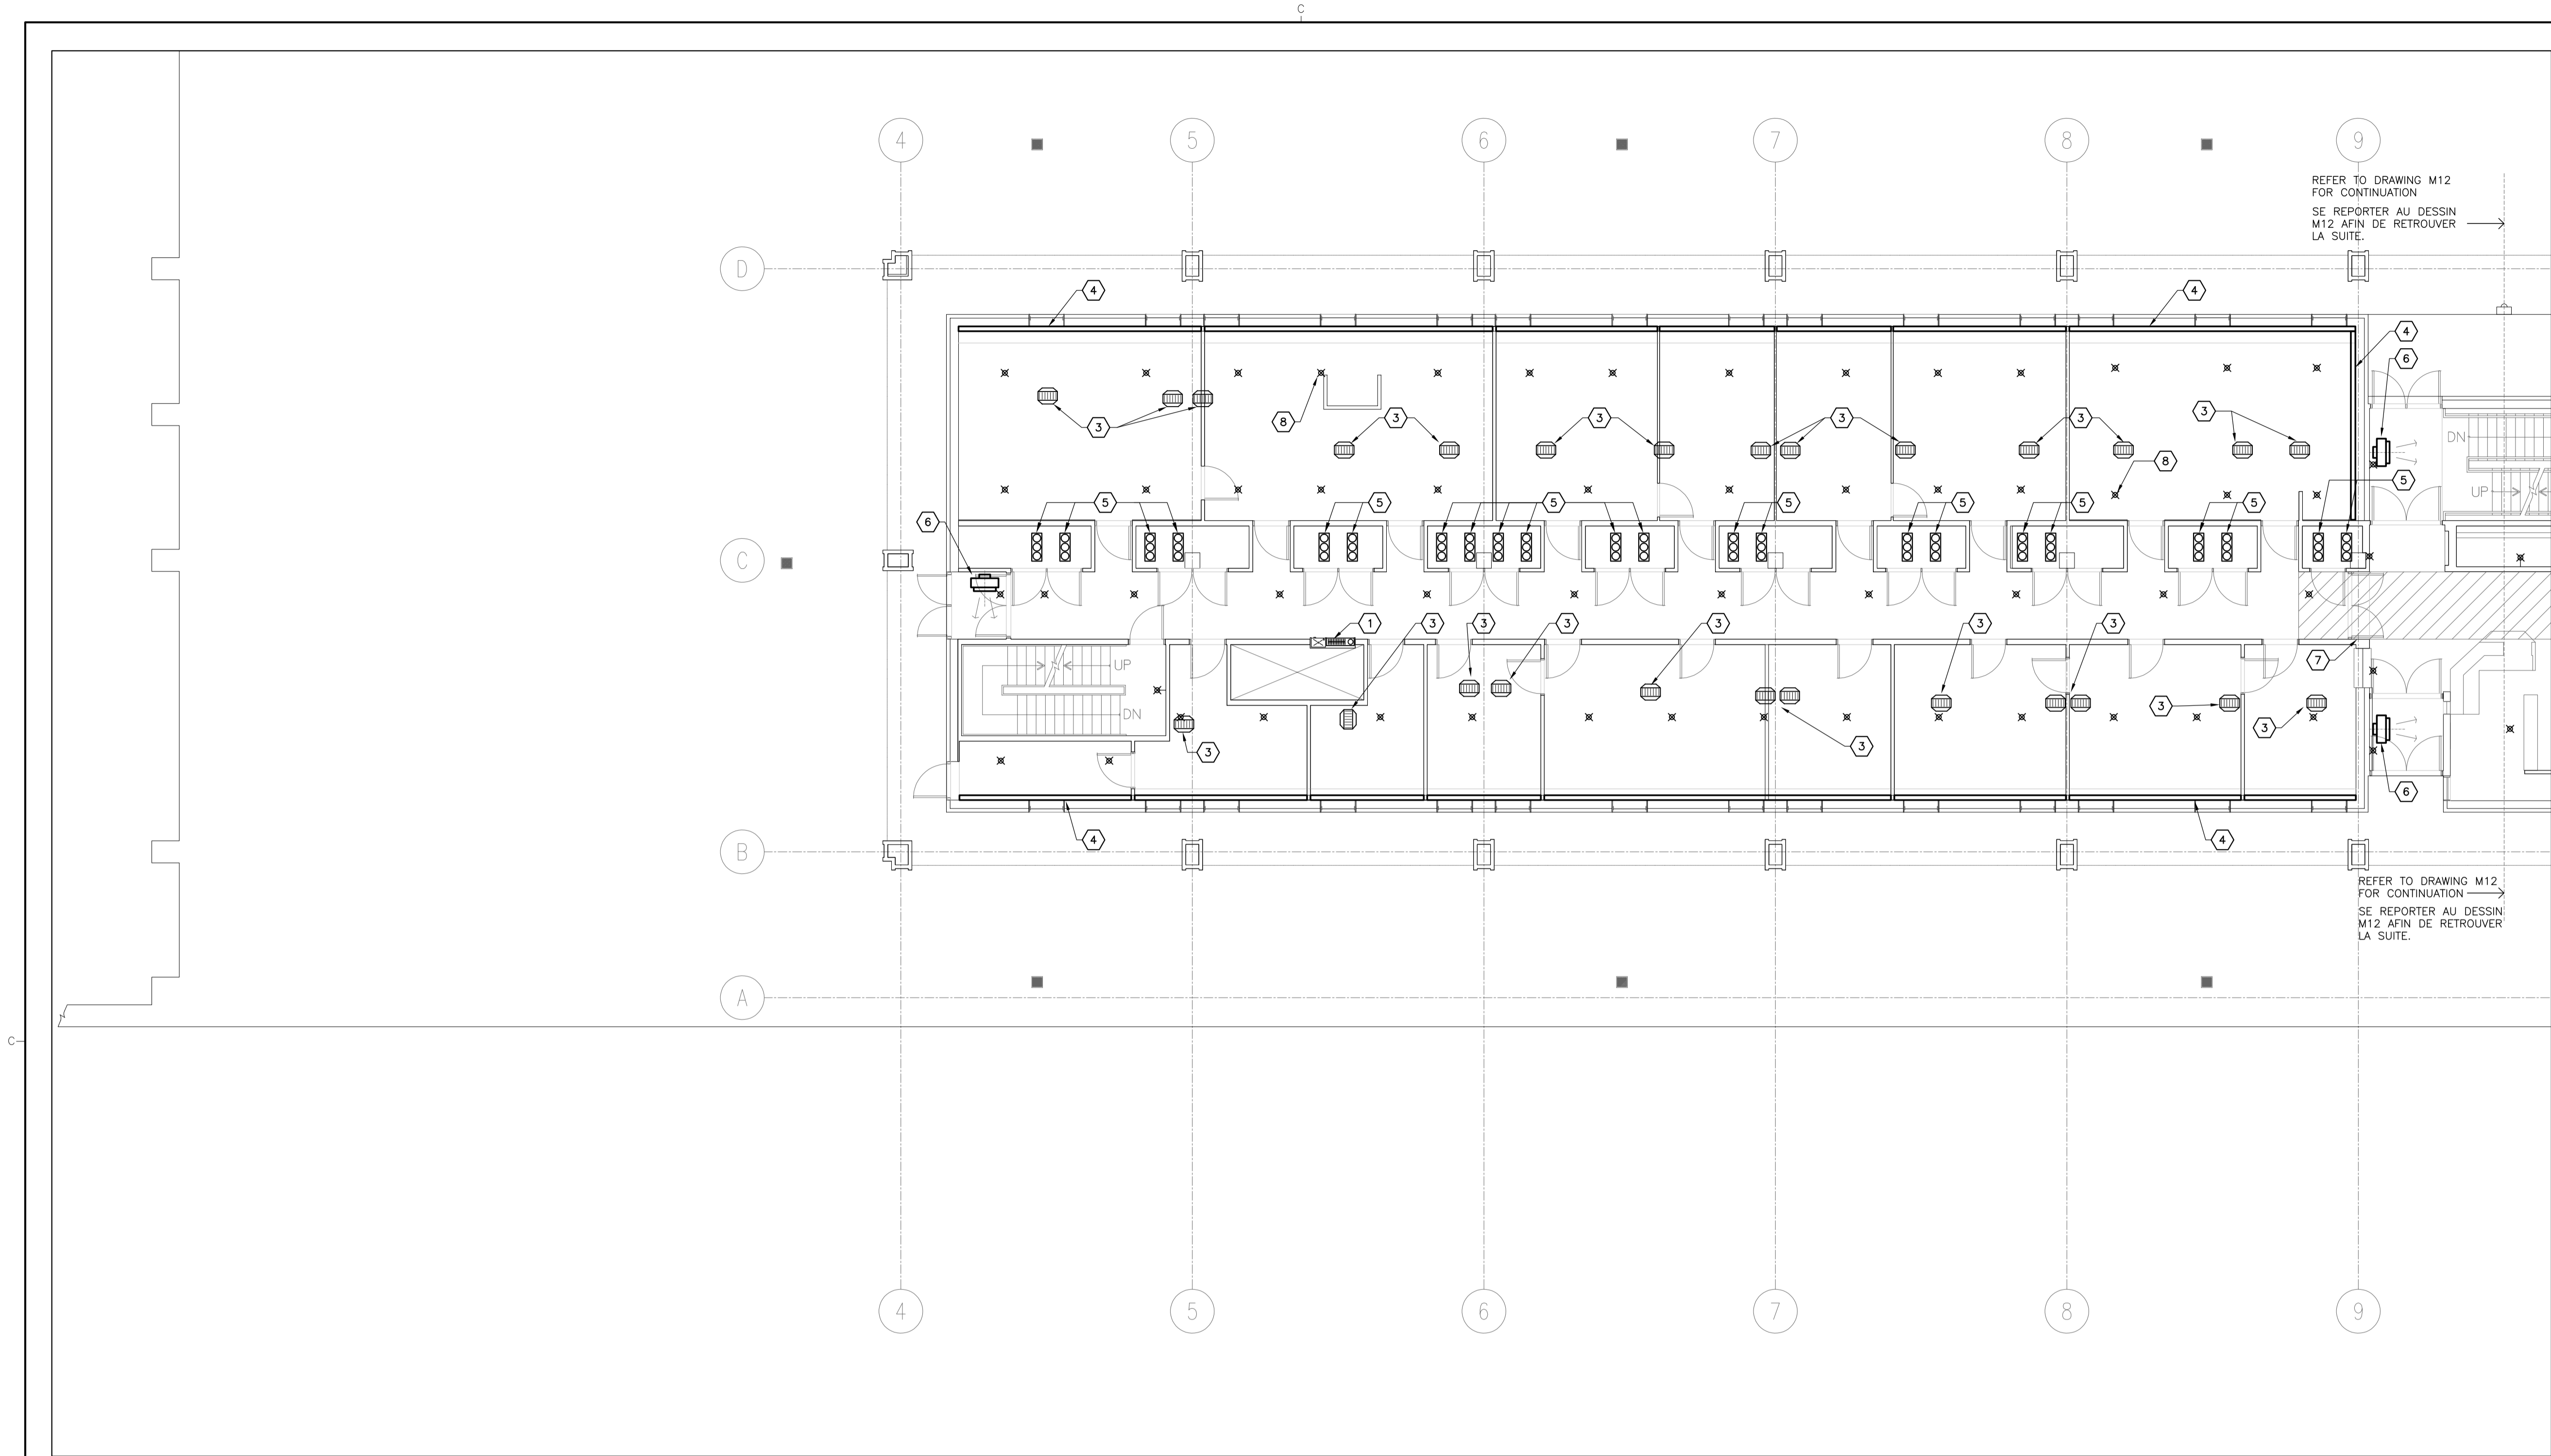 C
4 5 6 7 8 9
REFER TO DRAWING M12
FOR CONTINUATION
SE REPORTER AU DESSIN
M12 AFIN DE RETROUVER
LA SUITE.
D
4 4
4
6
3 8 3 3 3 3 3
DN
8
5 5 5 5 5 5 5 5
UP
6
C
1 3 3 3 3 3 3
7
UP
3
DN
3
3
3
6
4 4
B
REFER TO DRAWING M12
FOR CONTINUATION
SE REPORTER AU DESSIN
M12 AFIN DE RETROUVER
LA SUITE.
A
C
4 5 6 7 8 9